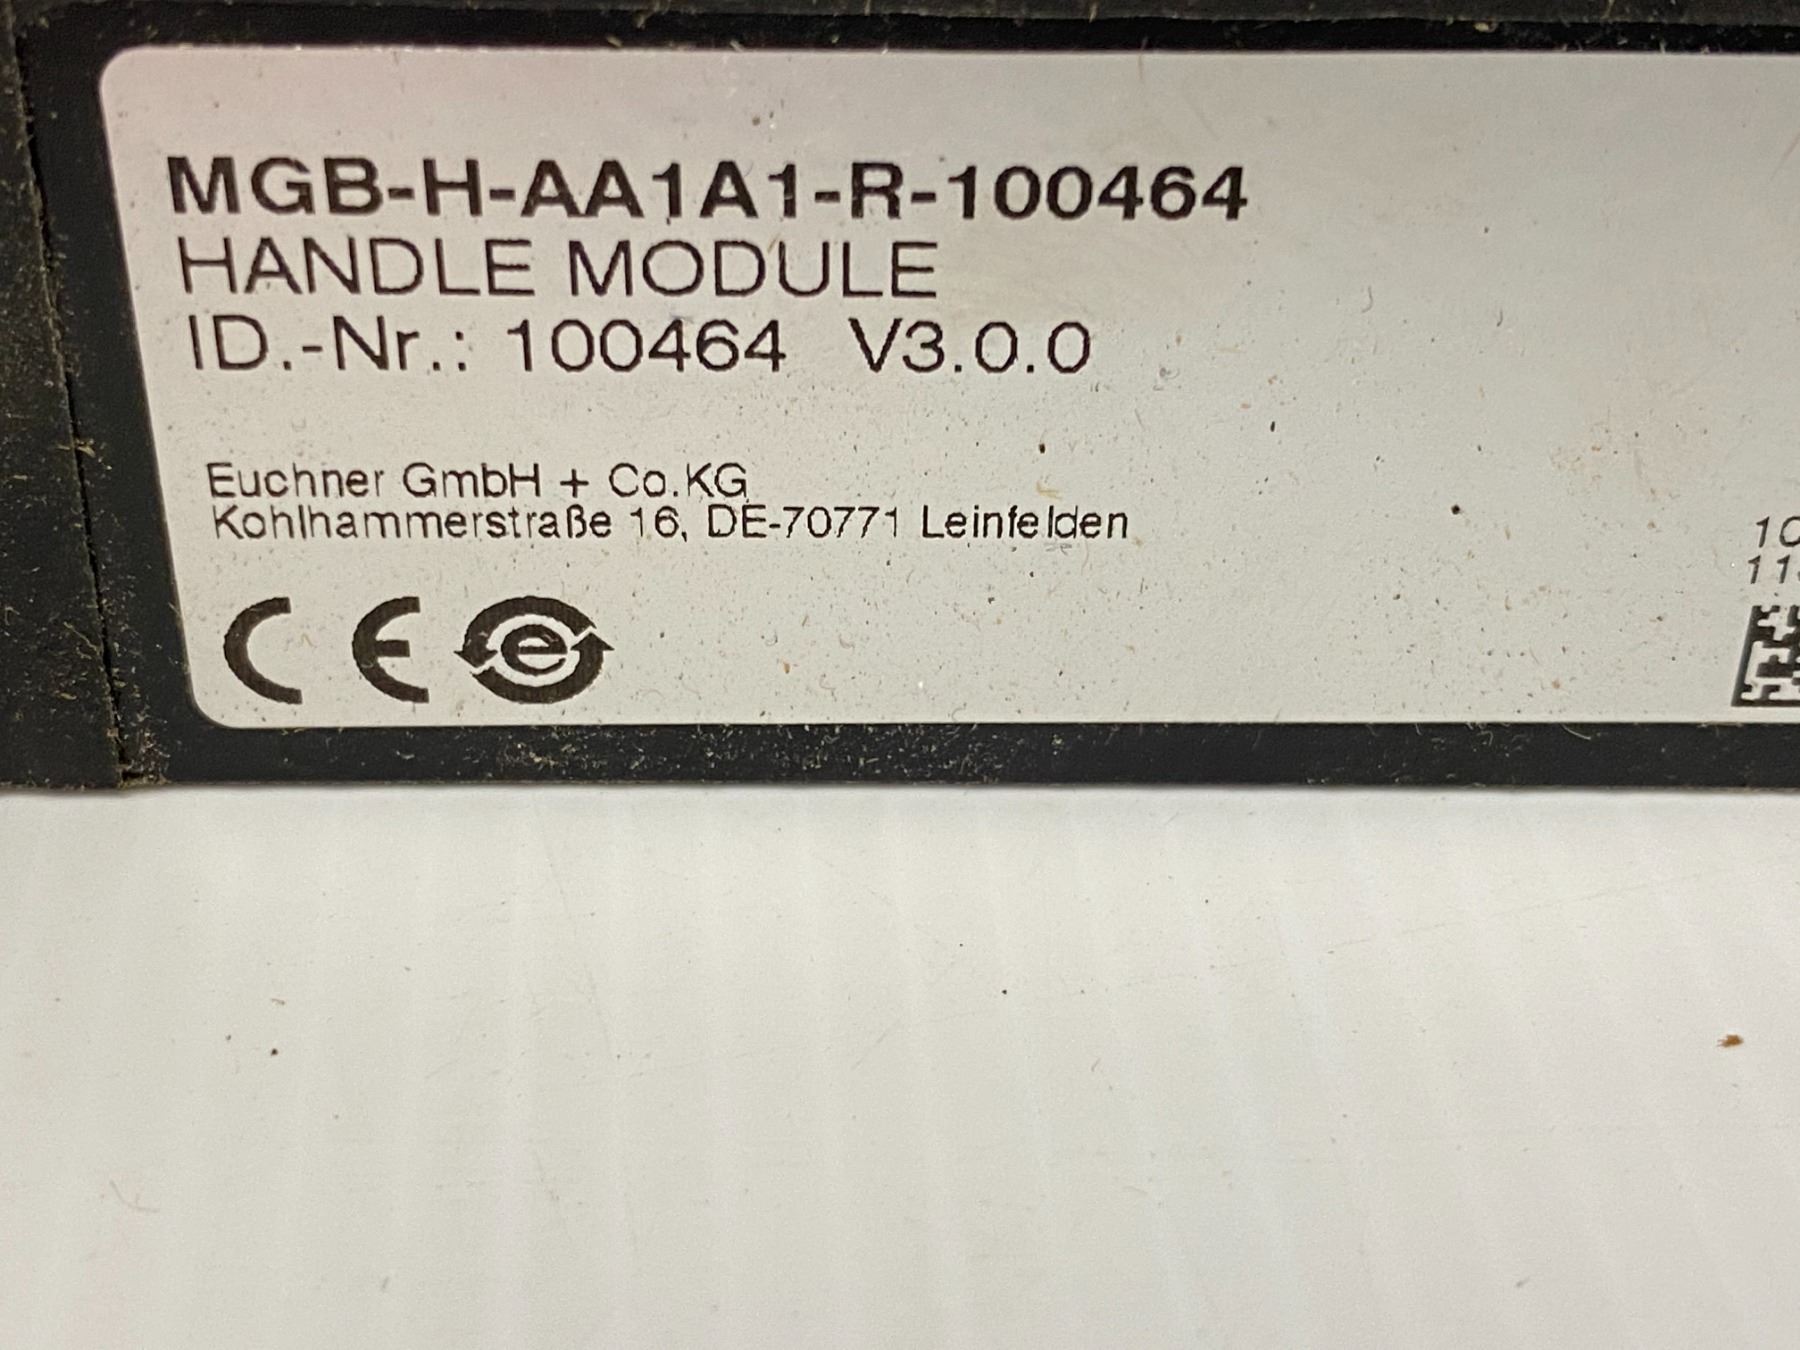 MGB-H-AA1A1-R-100464
HANDLE MODULE
ID.-Nr.: 100464 V3.0.0
Euchner GmbH + Co.KG
Kohlhammerstraße 16, DE-70771 Leinfelden
CE e